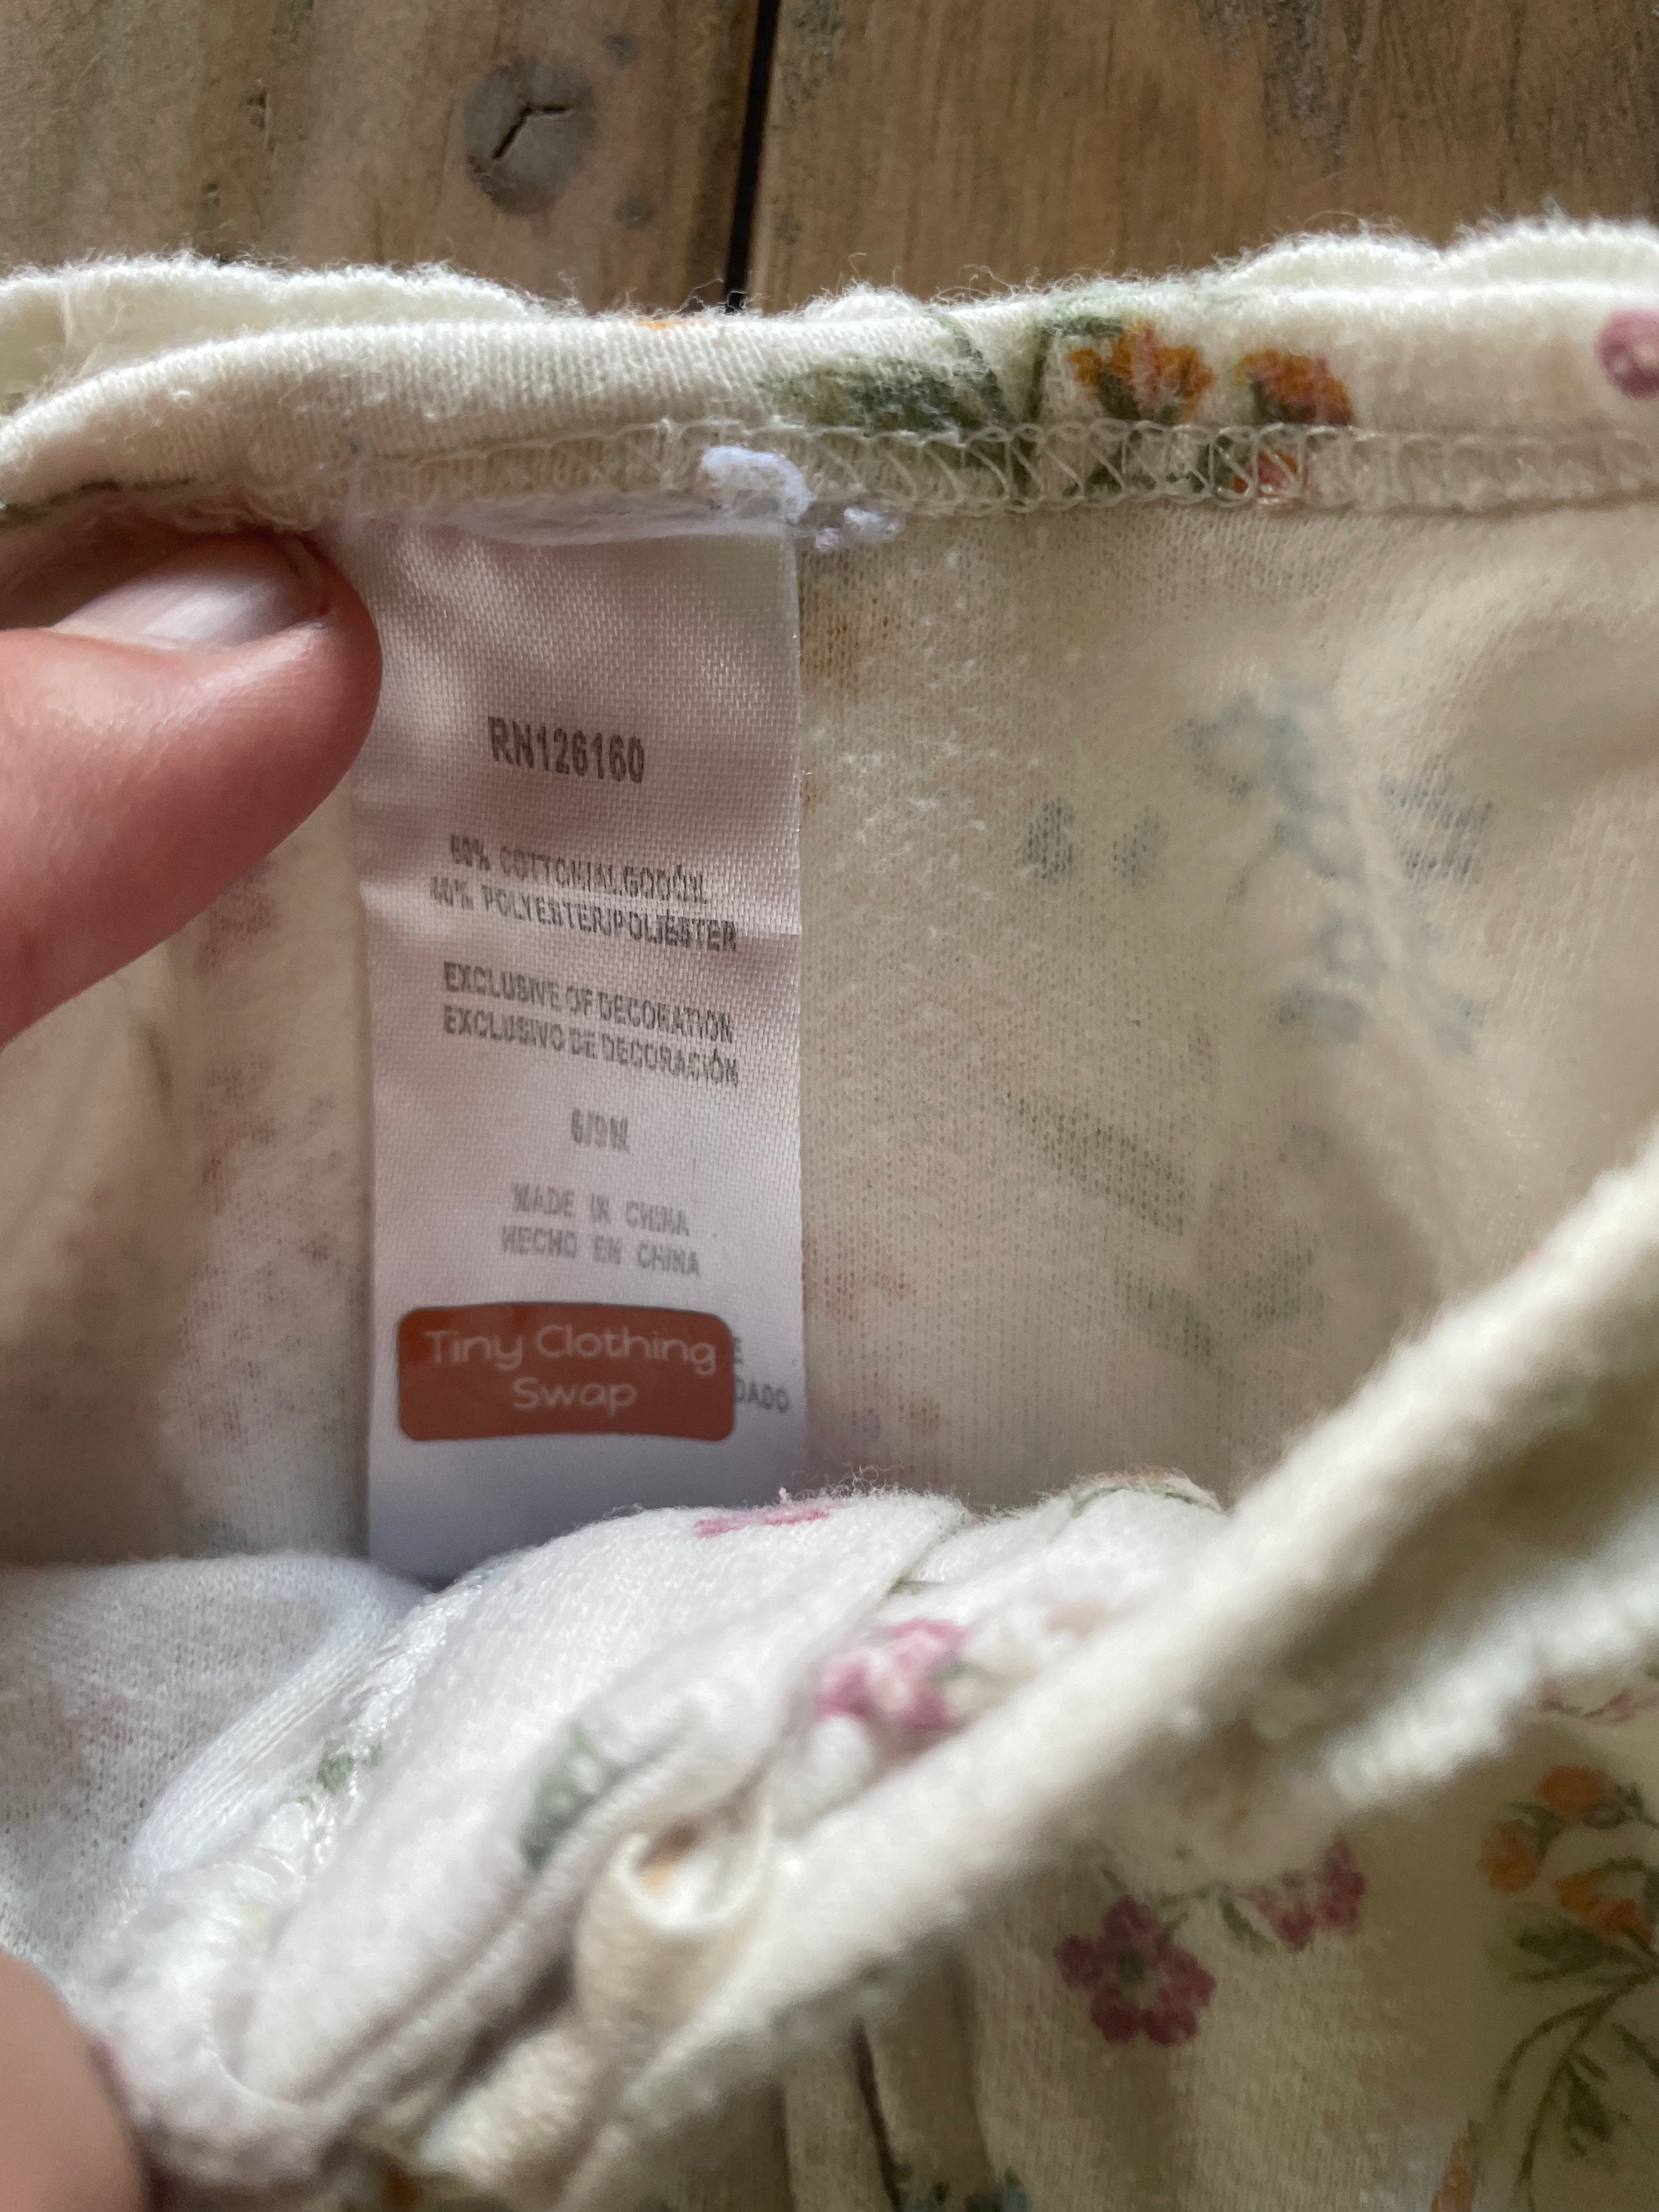 RN126160
60% COTTON/ALGODÓN
40% POLYESTER/POLIÉSTER
EXCLUSIVE OF DECORATION
EXCLUSIVO DE DECORACIÓN
6/9M
MADE IN CHINA
HECHO EN CHINA
Tiny Clothing
Swap